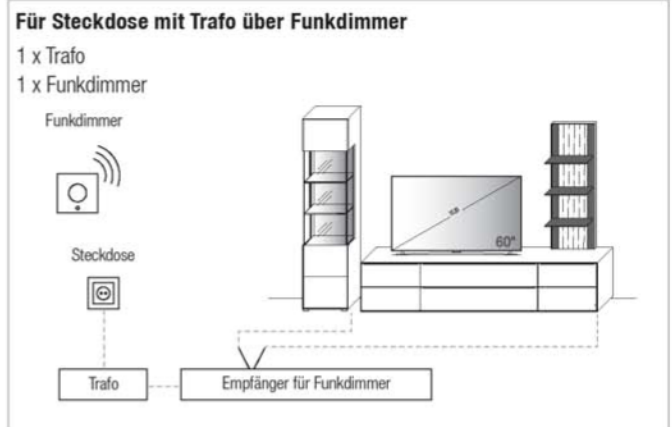 Für Steckdose mit Trafo über Funkdimmer
1 x Trafo
1 x Funkdimmer
Funkdimmer
60"
Steckdose
Trafo
Empfänger für Funkdimmer